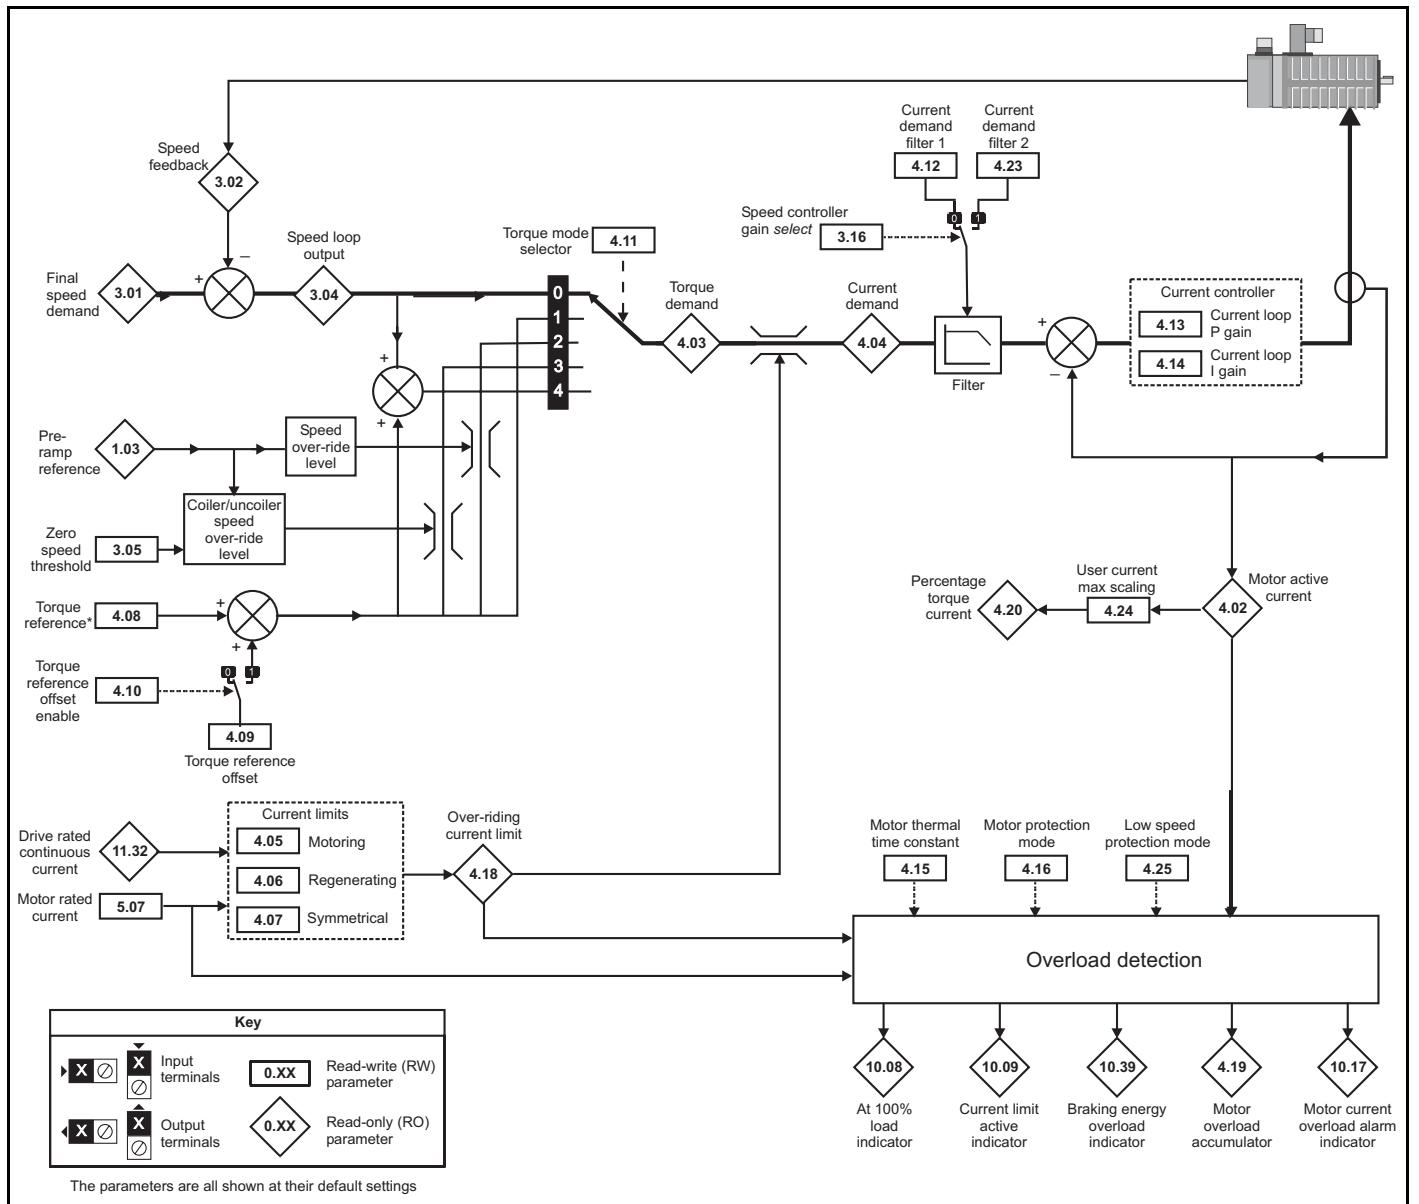 Current
demand
filter 1
Current
demand
filter 2
4.12
4.23
0
1
Speed
feedback
3.02
Speed controller
gain select
3.16
Torque mode
selector
4.11
Speed loop
output
–
+
Final
speed
demand
3.01
3.04
0
1
2
3
4
Torque
demand
4.03
Current
demand
4.04
Filter
+
–
Current controller
4.13
Current loop
P gain
4.14
Current loop
I gain
+
+
Pre-
ramp
reference
1.03
Speed
over-ride
level
Coiler/uncoiler
speed
over-ride
level
Zero
speed
threshold
3.05
Torque
reference*
4.08
+
+
0
1
Torque
reference
offset
enable
4.10
4.09
Torque reference
offset
Percentage
torque
current
4.20
User current
max scaling
4.24
4.02
Motor active
current
Drive rated
continuous
current
11.32
Motor rated
current
5.07
Current limits
4.05
Motoring
4.06
Regenerating
4.07
Symmetrical
Over-riding
current limit
4.18
Motor thermal
time constant
4.15
Motor protection
mode
4.16
Low speed
protection mode
4.25
Overload detection
10.08
At 100%
load
indicator
10.09
Current limit
active
indicator
10.39
Braking energy
overload
indicator
4.19
Motor
overload
accumulator
10.17
Motor current
overload alarm
indicator
Key
X
X
Input
terminals
0.XX
Read-write (RW)
parameter
X
X
Output
terminals
0.XX
Read-only (RO)
parameter
The parameters are all shown at their default settings